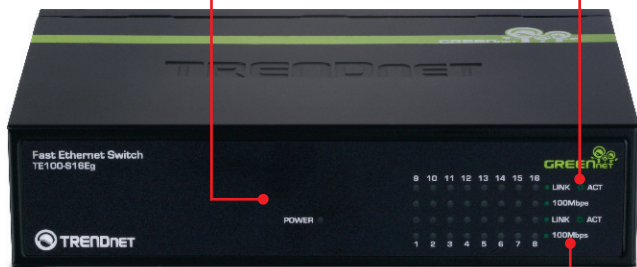 GREENnet
TRENDNET
Fast Ethernet Switch
TE100-S16Eg
GREENnet
9 10 11 12 13 14 15 16
LINK ACT
100Mbps
POWER
LINK ACT
100Mbps
TRENDNET
1 2 3 4 5 6 7 8